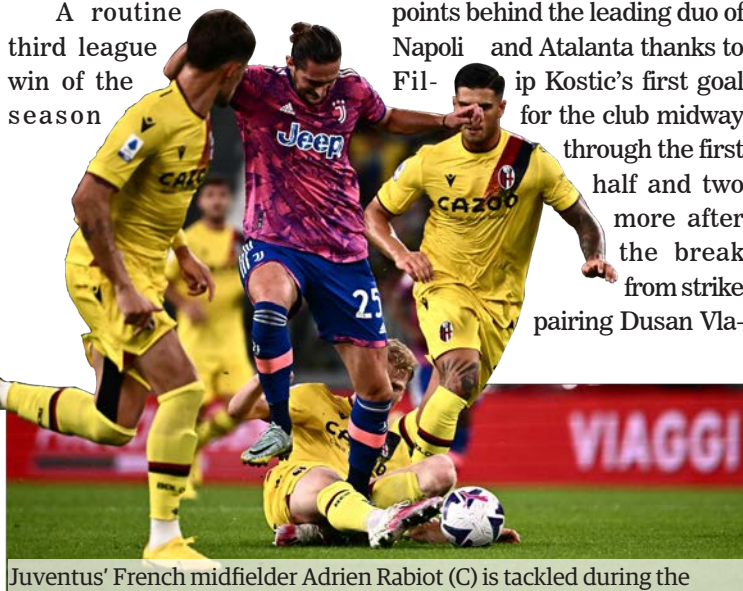 A routine
third league
win of the
season
points behind the leading duo of
Napoli and Atalanta thanks to
Fil- ip Kostic’s first goal
for the club midway
through the first
half and two
more after
the break
from strike
pairing Dusan Vla-
Jeep
25
CAZOO
VIAGGI
Juventus' French midfielder Adrien Rabiot (C) is tackled during the